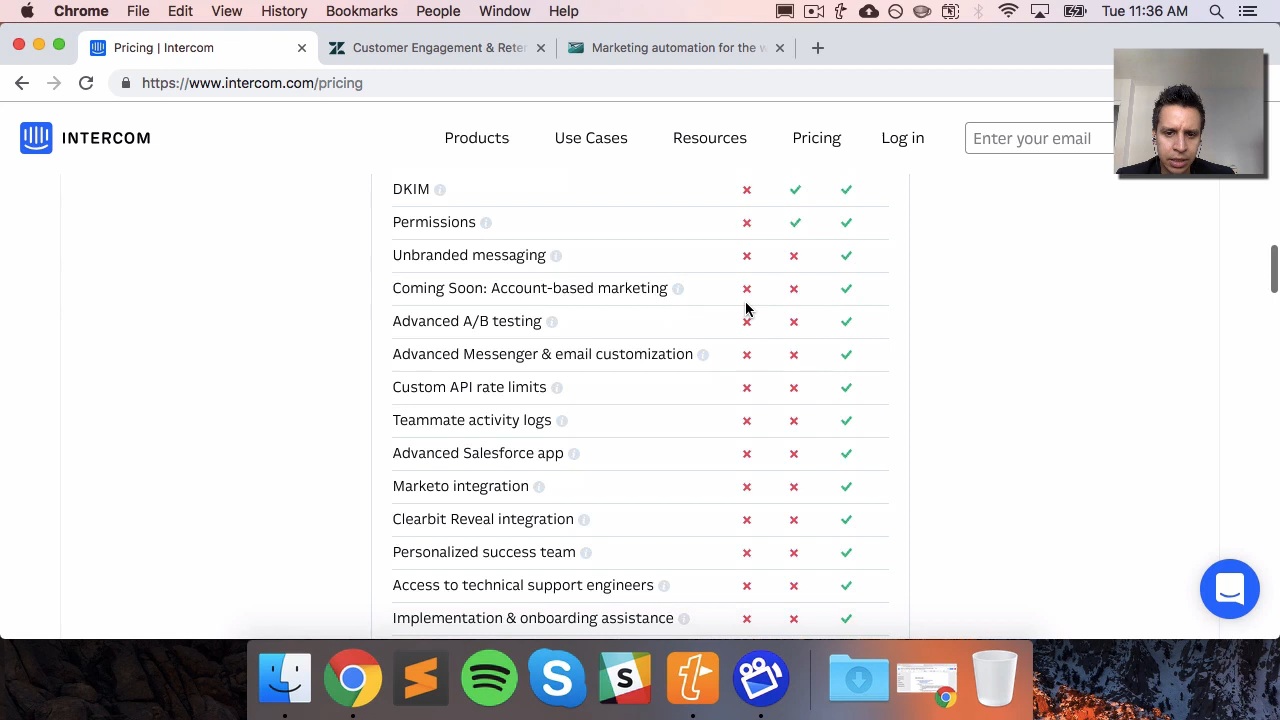 Chrome File Edit View History Bookmarks People Window Help Tue 11:36 AM
Pricing | Intercom Customer Engagement & Rete Marketing automation for the w
https://www.intercom.com/pricing
INTERCOM Products Use Cases Resources Pricing Log in Enter your email
DKIM
Permissions
Unbranded messaging
Coming Soon: Account-based marketing
Advanced A/B testing
Advanced Messenger & email customization
Custom API rate limits
Teammate activity logs
Advanced Salesforce app
Marketo integration
Clearbit Reveal integration
Personalized success team
Access to technical support engineers
Implementation & onboarding assistance